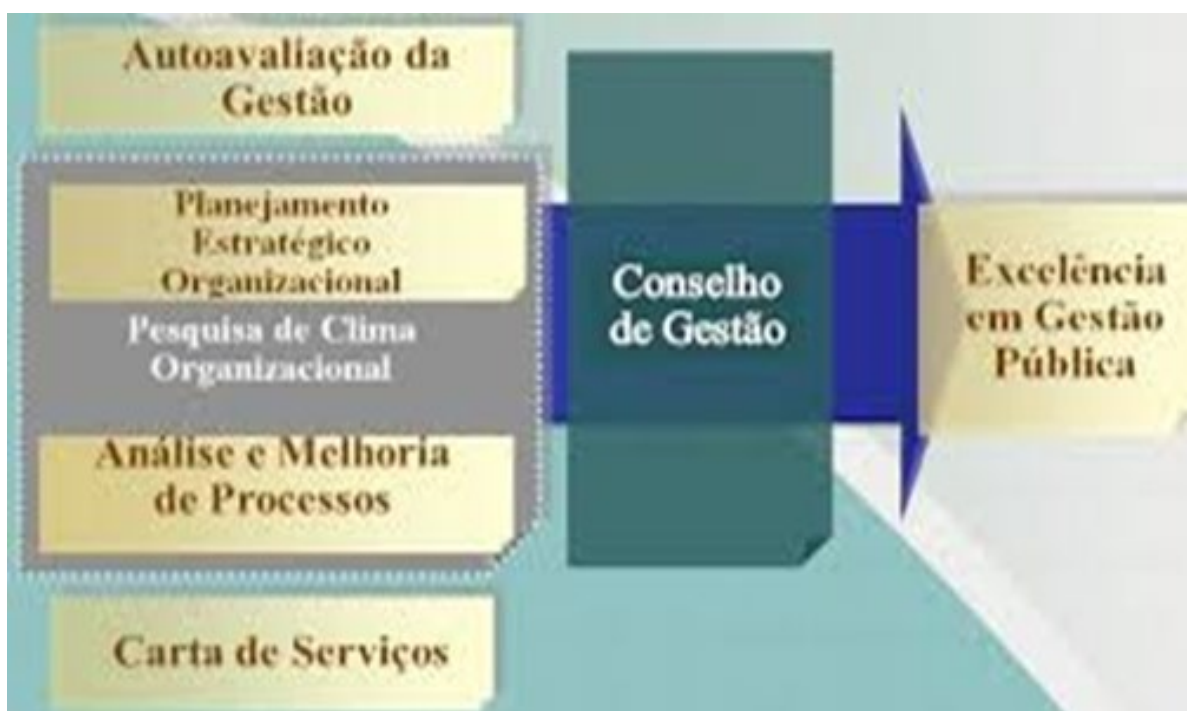 Autoavaliação da
Gestão
Planejamento
Estratégico
Organizacional
Pesquisa de Clima
Organizacional
Análise e Melhoria
de Processos
Carta de Serviços
Conselho
de Gestão
Excelência
em Gestão
Pública